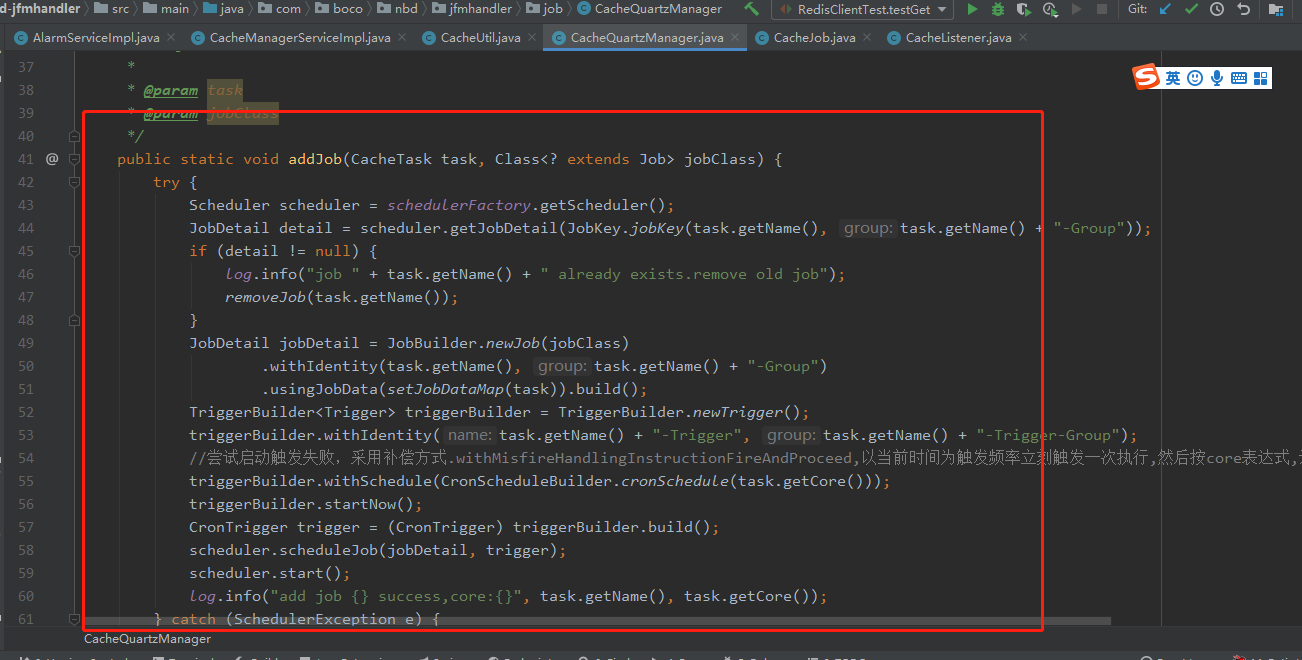 d-jfmhandler src main java com boco nbd jfmhandler job CacheQuartzManager RedisClientTest.testGet Git:
AlarmServiceImpl.java CacheManagerServiceImpl.java CacheUtil.java CacheQuartzManager.java CacheJob.java CacheListener.java
37 *
38 * @param task
英
39 * @param jobClass
40 */
41 @ public static void addJob(CacheTask task, Class<? extends Job> jobClass) {
42 try {
43 Scheduler scheduler = schedulerFactory.getScheduler();
44 JobDetail detail = scheduler.getJobDetail(JobKey.jobKey(task.getName(), group: task.getName() + "-Group"));
45 if (detail != null) {
46 log.info("job " + task.getName() + " already exists.remove old job");
47 removeJob(task.getName());
48 }
49 JobDetail jobDetail = JobBuilder.newJob(jobClass)
50 .withIdentity(task.getName(), group: task.getName() + "-Group")
51 .usingJobData(setJobDataMap(task)).build();
52 TriggerBuilder<Trigger> triggerBuilder = TriggerBuilder.newTrigger();
53 triggerBuilder.withIdentity( name: task.getName() + "-Trigger", group: task.getName() + "-Trigger-Group");
54 //尝试启动触发失败，采用补偿方式.withMisfireHandlingInstructionFireAndProceed,以当前时间为触发频率立刻触发一次执行,然后按core表达式,
55 triggerBuilder.withSchedule(CronScheduleBuilder.cronSchedule(task.getCore()));
56 triggerBuilder.startNow();
57 CronTrigger trigger = (CronTrigger) triggerBuilder.build();
58 scheduler.scheduleJob(jobDetail, trigger);
59 scheduler.start();
60 log.info("add job {} success,core:{}", task.getName(), task.getCore());
61 } catch (SchedulerException e) {
CacheQuartzManager